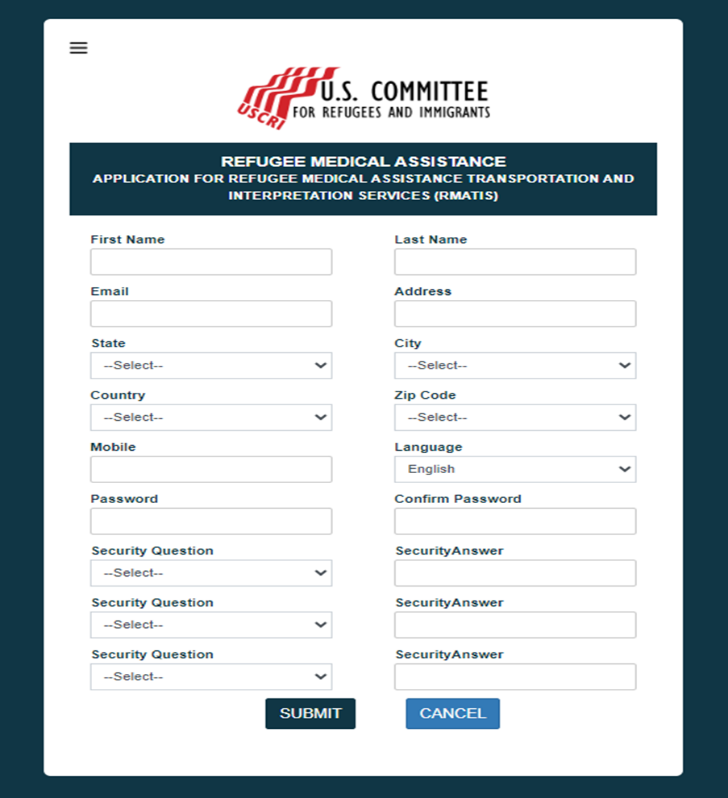 U.S. COMMITTEE
FOR REFUGEES AND IMMIGRANTS
USCRI
REFUGEE MEDICAL ASSISTANCE
APPLICATION FOR REFUGEE MEDICAL ASSISTANCE TRANSPORTATION AND
INTERPRETATION SERVICES (RMATIS)
First Name Last Name
Email Address
State City
--Select-- --Select--
Country Zip Code
--Select-- --Select--
Mobile Language
English
Password Confirm Password
Security Question SecurityAnswer
--Select--
Security Question SecurityAnswer
--Select--
Security Question SecurityAnswer
--Select--
SUBMIT CANCEL